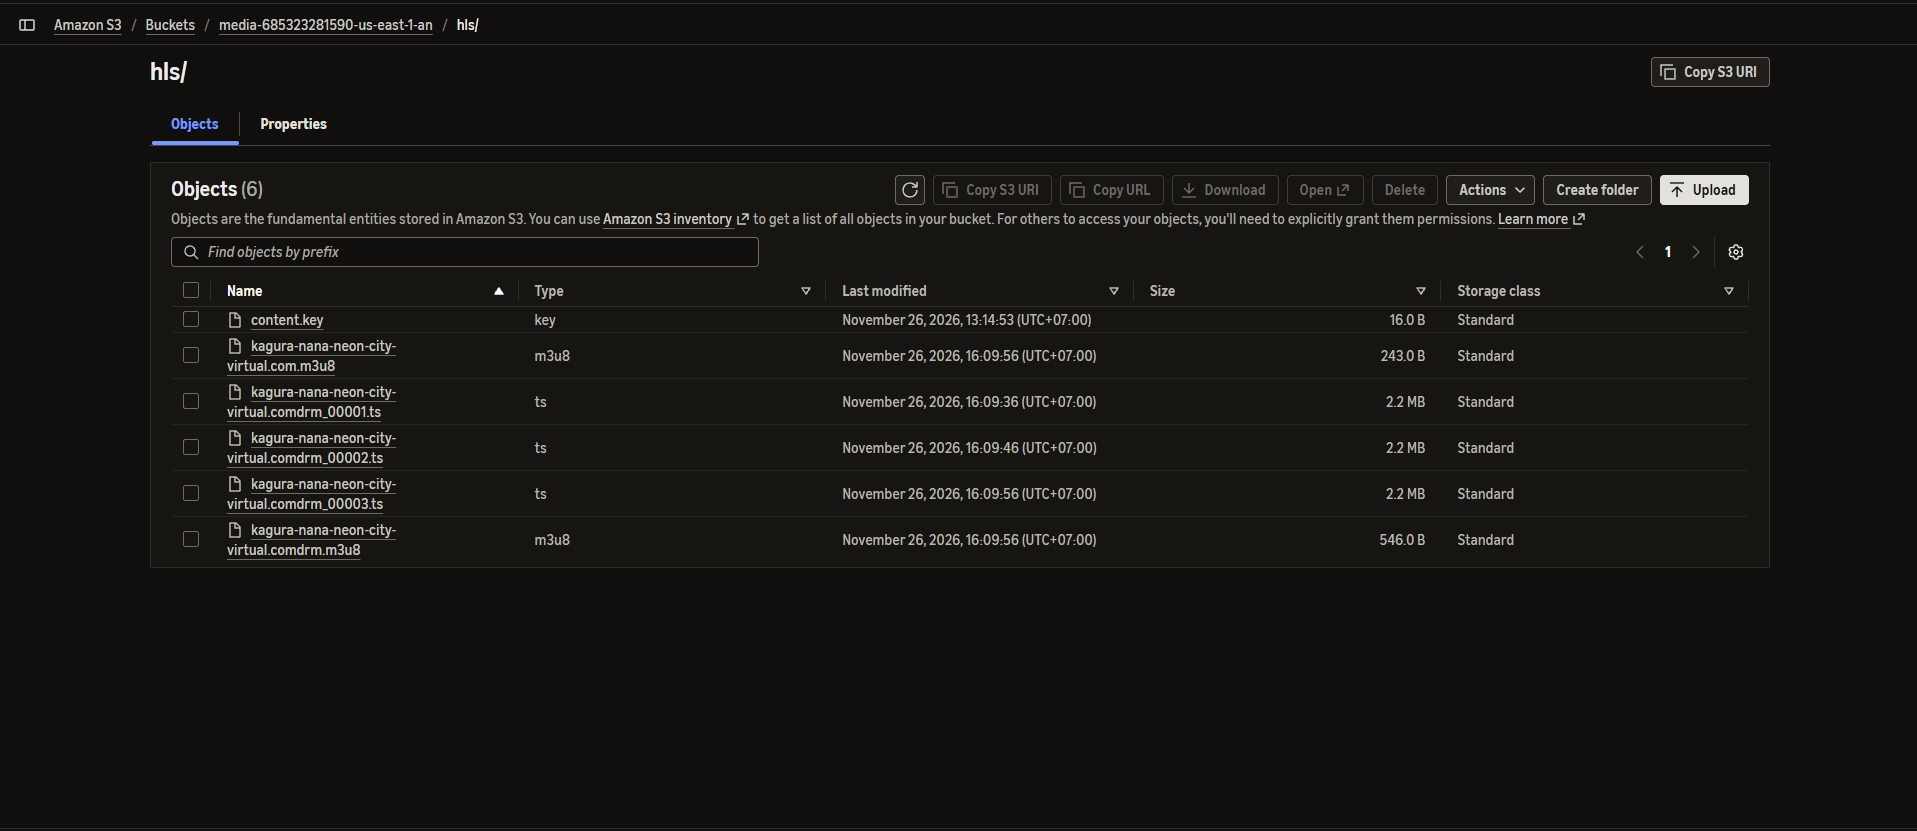 Amazon S3 / Buckets / media-685323281590-us-east-1-an / hls/
hls/
Copy S3 URI
Objects
Properties
Objects (6)
Copy S3 URI
Copy URL
Download
Open
Delete
Actions
Create folder
Upload
Objects are the fundamental entities stored in Amazon S3. You can use Amazon S3 inventory to get a list of all objects in your bucket. For others to access your objects, you'll need to explicitly grant them permissions. Learn more
Find objects by prefix
1
Name Type Last modified Size Storage class
content.key key November 26, 2026, 13:14:53 (UTC+07:00) 16.0 B Standard
kagura-nana-neon-city-
virtual.com.m3u8 m3u8 November 26, 2026, 16:09:56 (UTC+07:00) 243.0 B Standard
kagura-nana-neon-city-
virtual.comdrm_00001.ts ts November 26, 2026, 16:09:36 (UTC+07:00) 2.2 MB Standard
kagura-nana-neon-city-
virtual.comdrm_00002.ts ts November 26, 2026, 16:09:46 (UTC+07:00) 2.2 MB Standard
kagura-nana-neon-city-
virtual.comdrm_00003.ts ts November 26, 2026, 16:09:56 (UTC+07:00) 2.2 MB Standard
kagura-nana-neon-city-
virtual.comdrm.m3u8 m3u8 November 26, 2026, 16:09:56 (UTC+07:00) 546.0 B Standard